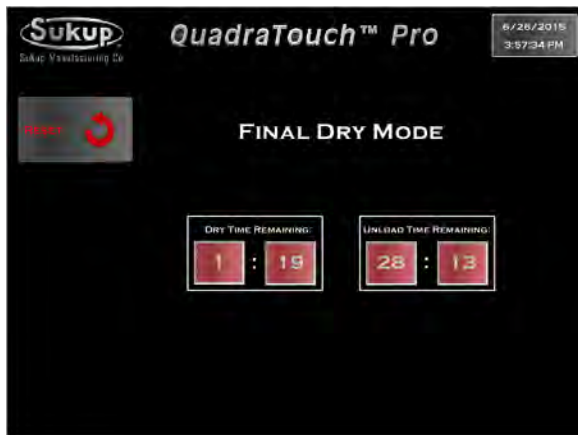 Sukup
Sukup Manufacturing Co
QuadraTouch™ Pro
6/26/2015
3:57:34 PM
FINAL DRY MODE
DRY TIME REMAINING:
1 : 19
UNLOAD TIME REMAINING:
28 : 13